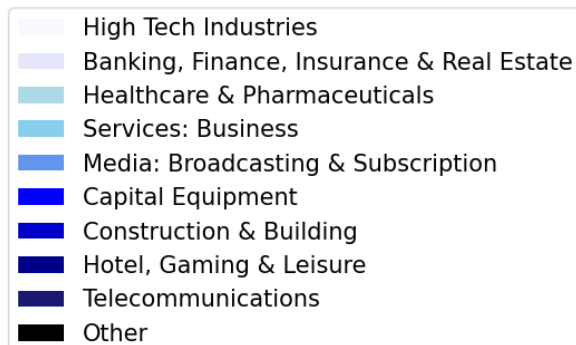 High Tech Industries
Banking, Finance, Insurance & Real Estate
Healthcare & Pharmaceuticals
Services: Business
Media: Broadcasting & Subscription
Capital Equipment
Construction & Building
Hotel, Gaming & Leisure
Telecommunications
Other